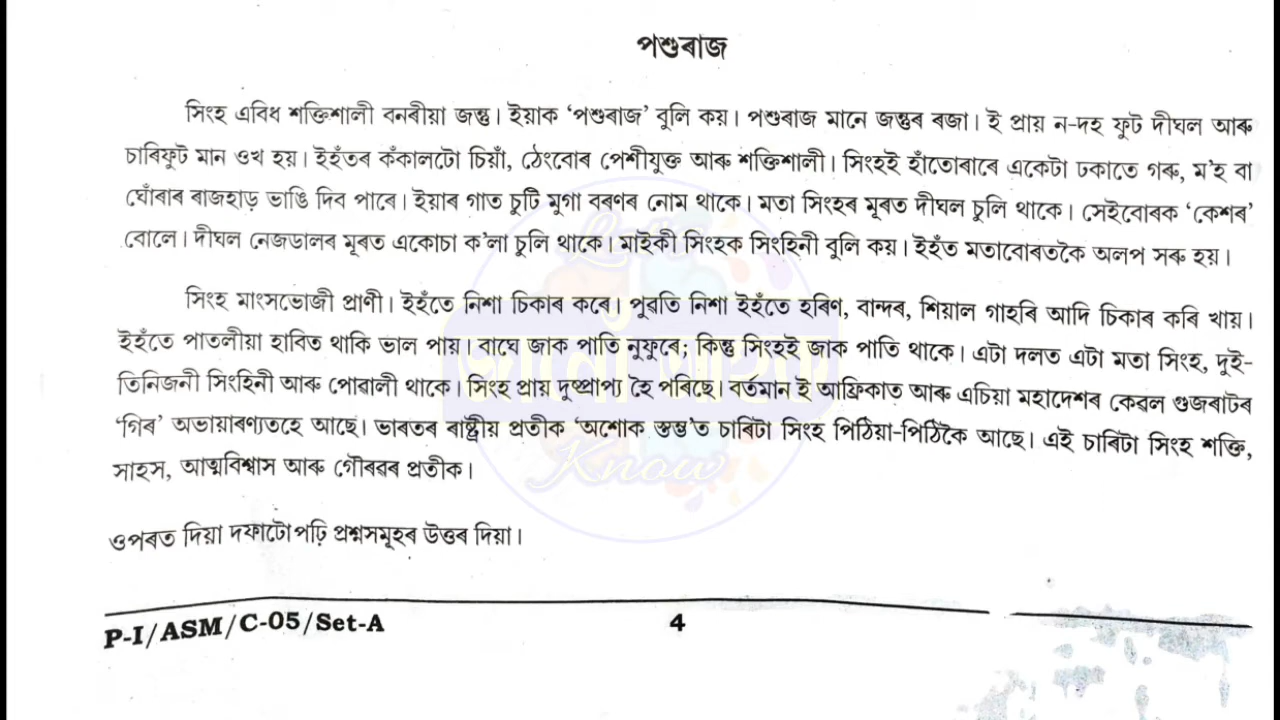 পশুৰাজ
সিংহ এবিধ শক্তিশালী বনৰীয়া জন্তু। ইয়াক ‘পশুৰাজ’ বুলি কয়। পশুৰাজ মানে জন্তুৰ ৰজা। ই প্ৰায় ন-দহ ফুট দীঘল আৰু
চাৰিফুট মান ওখ হয়। ইহঁতৰ কঁকালটো চিয়াঁ, ঠেংবোৰ পেশীযুক্ত আৰু শক্তিশালী। সিংহই হাঁতোৰাৰে একেটা ঢকাতে গৰু, ম'হ বা
ঘোঁৰাৰ ৰাজহাড় ভাঙি দিব পাৰে। ইয়াৰ গাত চুটি মুগা বৰণৰ নোম থাকে। মতা সিংহৰ মূৰত দীঘল চুলি থাকে। সেইবোৰক ‘কেশৰ’
বোলে। দীঘল নেজডালৰ মূৰত একোচা ক'লা চুলি থাকে। মাইকী সিংহক সিংহিনী বুলি কয়। ইহঁত মতাবোৰতকৈ অলপ সৰু হয়।
সিংহ মাংসভোজী প্ৰাণী। ইহঁতে নিশা চিকাৰ কৰে। পুৱতি নিশা ইহঁতে হৰিণ, বান্দৰ, শিয়াল গাহৰি আদি চিকাৰ কৰি খায়।
ইহঁতে পাতলীয়া হাবিত থাকি ভাল পায়। বাঘে জাক পাতি নুফুৰে; কিন্তু সিংহই জাক পাতি থাকে। এটা দলত এটা মতা সিংহ, দুই-
তিনিজনী সিংহিনী আৰু পোৱালী থাকে। সিংহ প্ৰায় দুষ্প্ৰাপ্য হৈ পৰিছে। বৰ্তমান ই আফ্ৰিকাত আৰু এচিয়া মহাদেশৰ কেৱল গুজৰাটৰ
‘গিৰ’ অভায়াৰণ্যতহে আছে। ভাৰতৰ ৰাষ্ট্ৰীয় প্ৰতীক ‘অশোক স্তম্ভ’ত চাৰিটা সিংহ পিঠিয়া-পিঠিকৈ আছে। এই চাৰিটা সিংহ শক্তি,
সাহস, আত্মবিশ্বাস আৰু গৌৰৱৰ প্ৰতীক।
ওপৰত দিয়া দফাটো পঢ়ি প্ৰশ্নসমূহৰ উত্তৰ দিয়া।
P-I/ASM/C-05/Set-A
4
Know